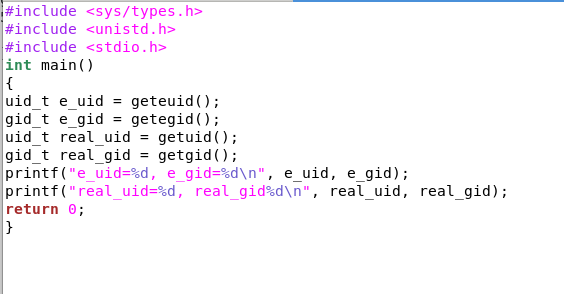 #include <sys/types.h>
#include <unistd.h>
#include <stdio.h>
int main()
{
uid_t e_uid = geteuid();
gid_t e_gid = getegid();
uid_t real_uid = getuid();
gid_t real_gid = getgid();
printf("e_uid=%d, e_gid=%d\n", e_uid, e_gid);
printf("real_uid=%d, real_gid%d\n", real_uid, real_gid);
return 0;
}